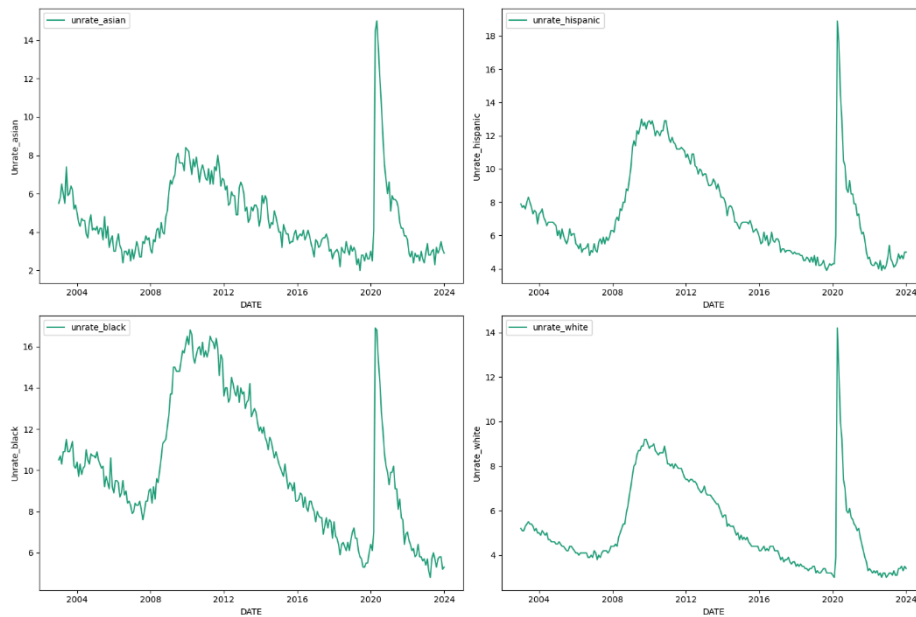 unrate_asian
Unrate_asian
14
12
10
8
6
4
2
2004 2008 2012 2016 2020 2024
DATE
unrate_hispanic
Unrate_hispanic
18
16
14
12
10
8
6
4
2004 2008 2012 2016 2020 2024
DATE
unrate_black
Unrate_black
16
14
12
10
8
6
2004 2008 2012 2016 2020 2024
DATE
unrate_white
Unrate_white
14
12
10
8
6
4
2004 2008 2012 2016 2020 2024
DATE